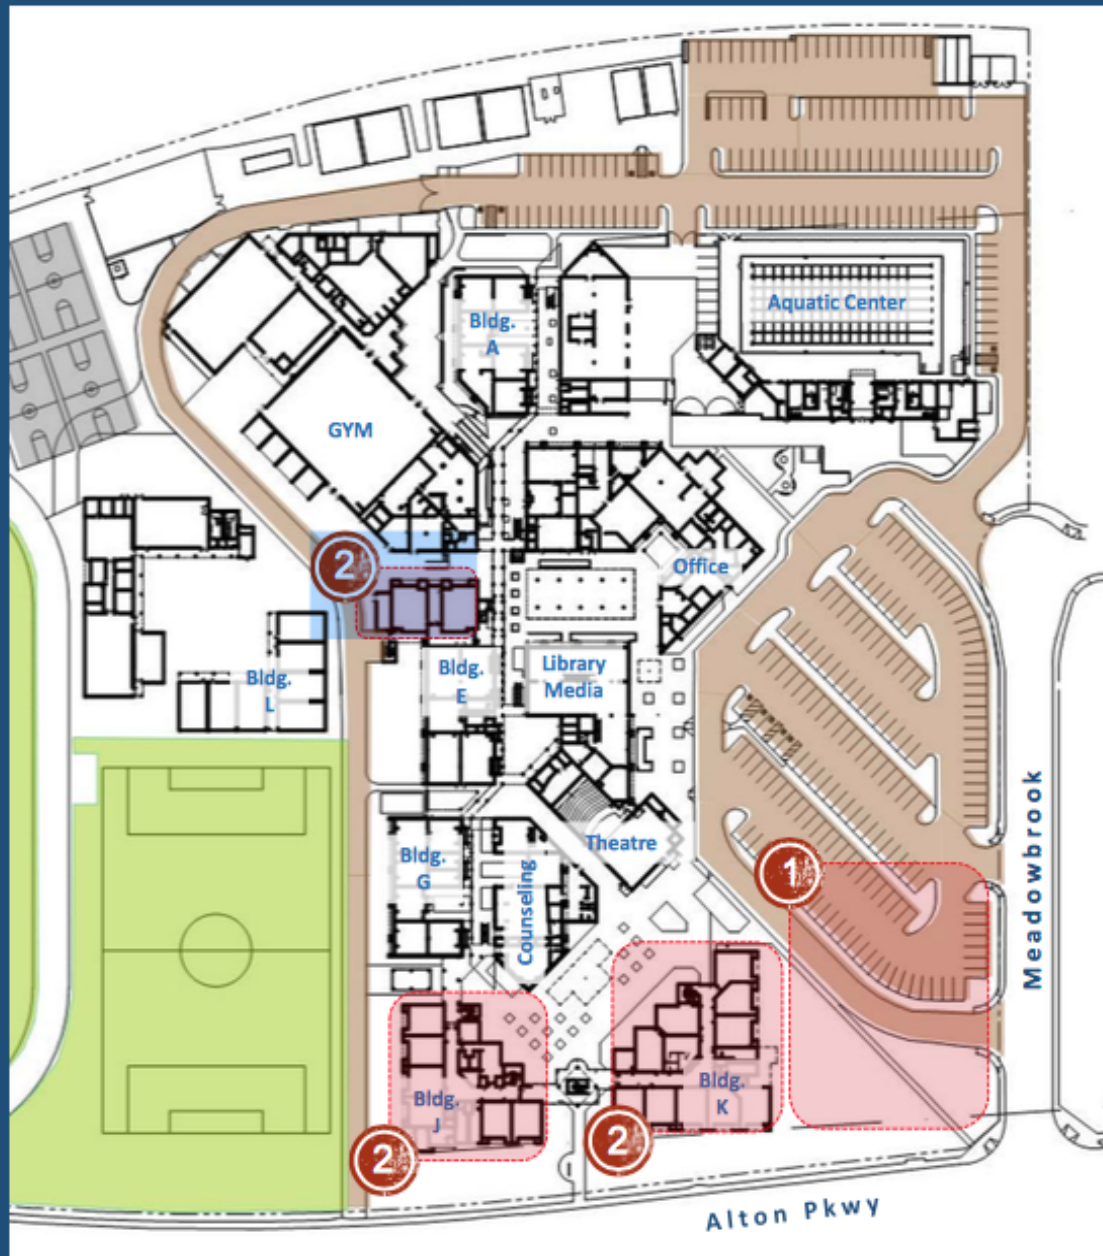 Aquatic Center
Bldg.
A
GYM
2
Office
Bldg.
L
Bldg.
E
Library
Media
Theatre
Bldg.
G
Counseling
1
Meadowbrook
Bldg.
J
2
Bldg.
K
2
Alton Pkwy